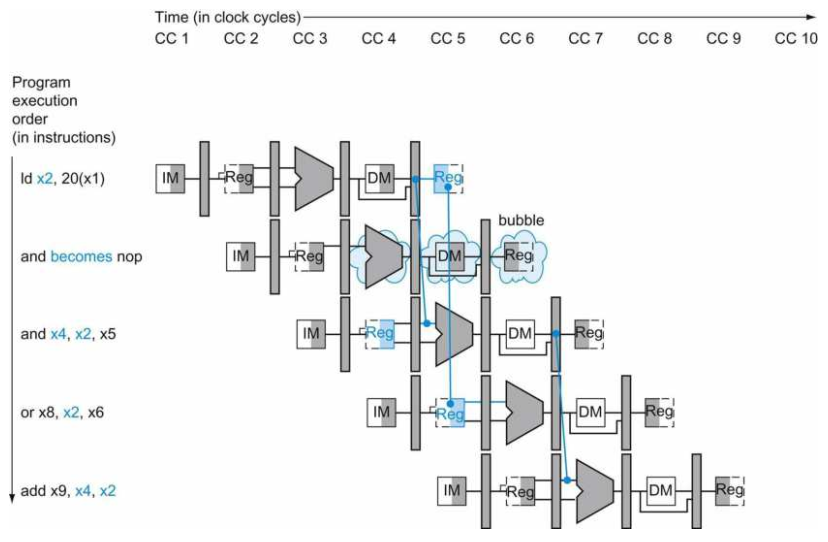 Time (in clock cycles)
CC 1 CC 2 CC 3 CC 4 CC 5 CC 6 CC 7 CC 8 CC 9 CC 10
Program
execution
order
(in instructions)
ld x2, 20(x1)
IM Reg DM Reg
bubble
and becomes nop
IM Reg DM Reg
and x4, x2, x5
IM Reg DM Reg
or x8, x2, x6
IM Reg DM Reg
add x9, x4, x2
IM Reg DM Reg